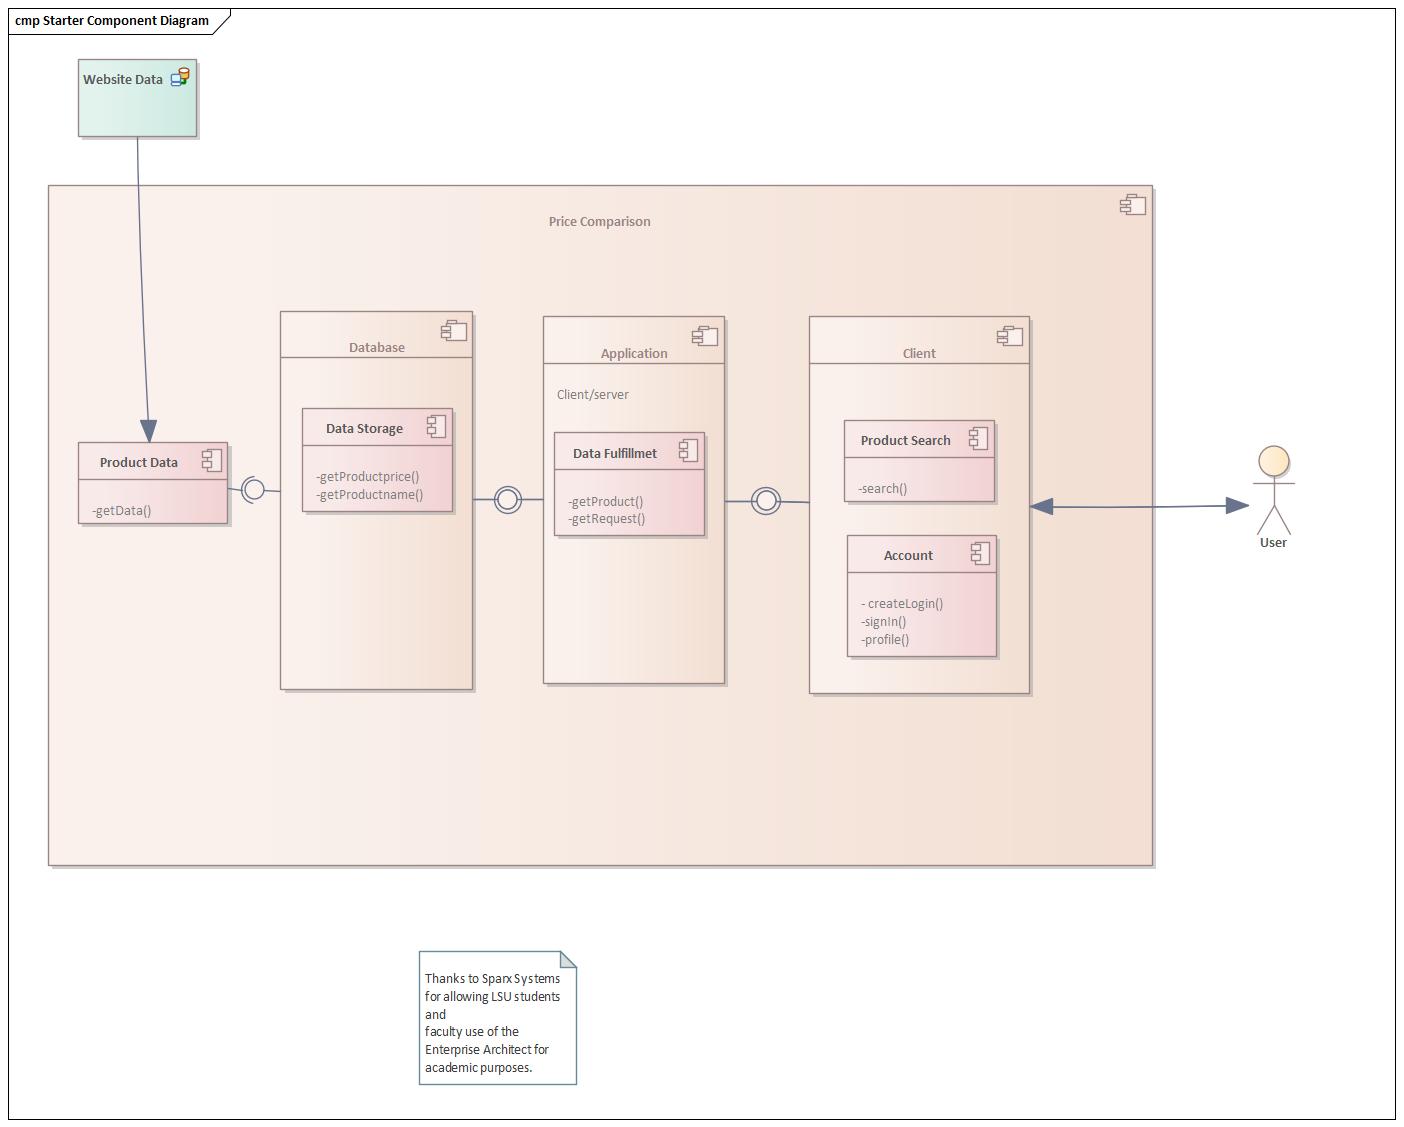 cmp Starter Component Diagram
Website Data
Price Comparison
Database
Application
Client
Client/server
Product Data
-getData()
Data Storage
-getProductprice()
-getProductname()
Data Fulfillmet
-getProduct()
-getRequest()
Product Search
-search()
Account
- createLogin()
-signIn()
-profile()
User
Thanks to Sparx Systems
for allowing LSU students
and
faculty use of the
Enterprise Architect for
academic purposes.